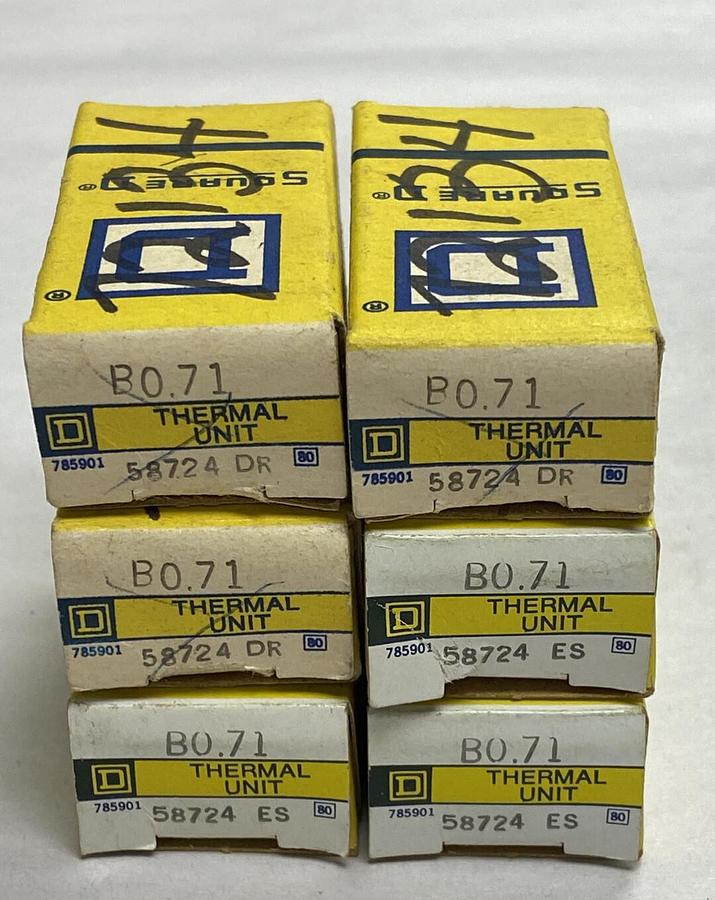 SQUARE D®
®
B0.71
THERMAL
UNIT
785901 58724 DR 80
SQUARE D®
®
B0.71
THERMAL
UNIT
785901 58724 DR 80
B0.71
THERMAL
UNIT
785901 58724 DR 80
B0.71
THERMAL
UNIT
785901 58724 ES 80
B0.71
THERMAL
UNIT
785901 58724 ES 80
B0.71
THERMAL
UNIT
785901 58724 ES 80